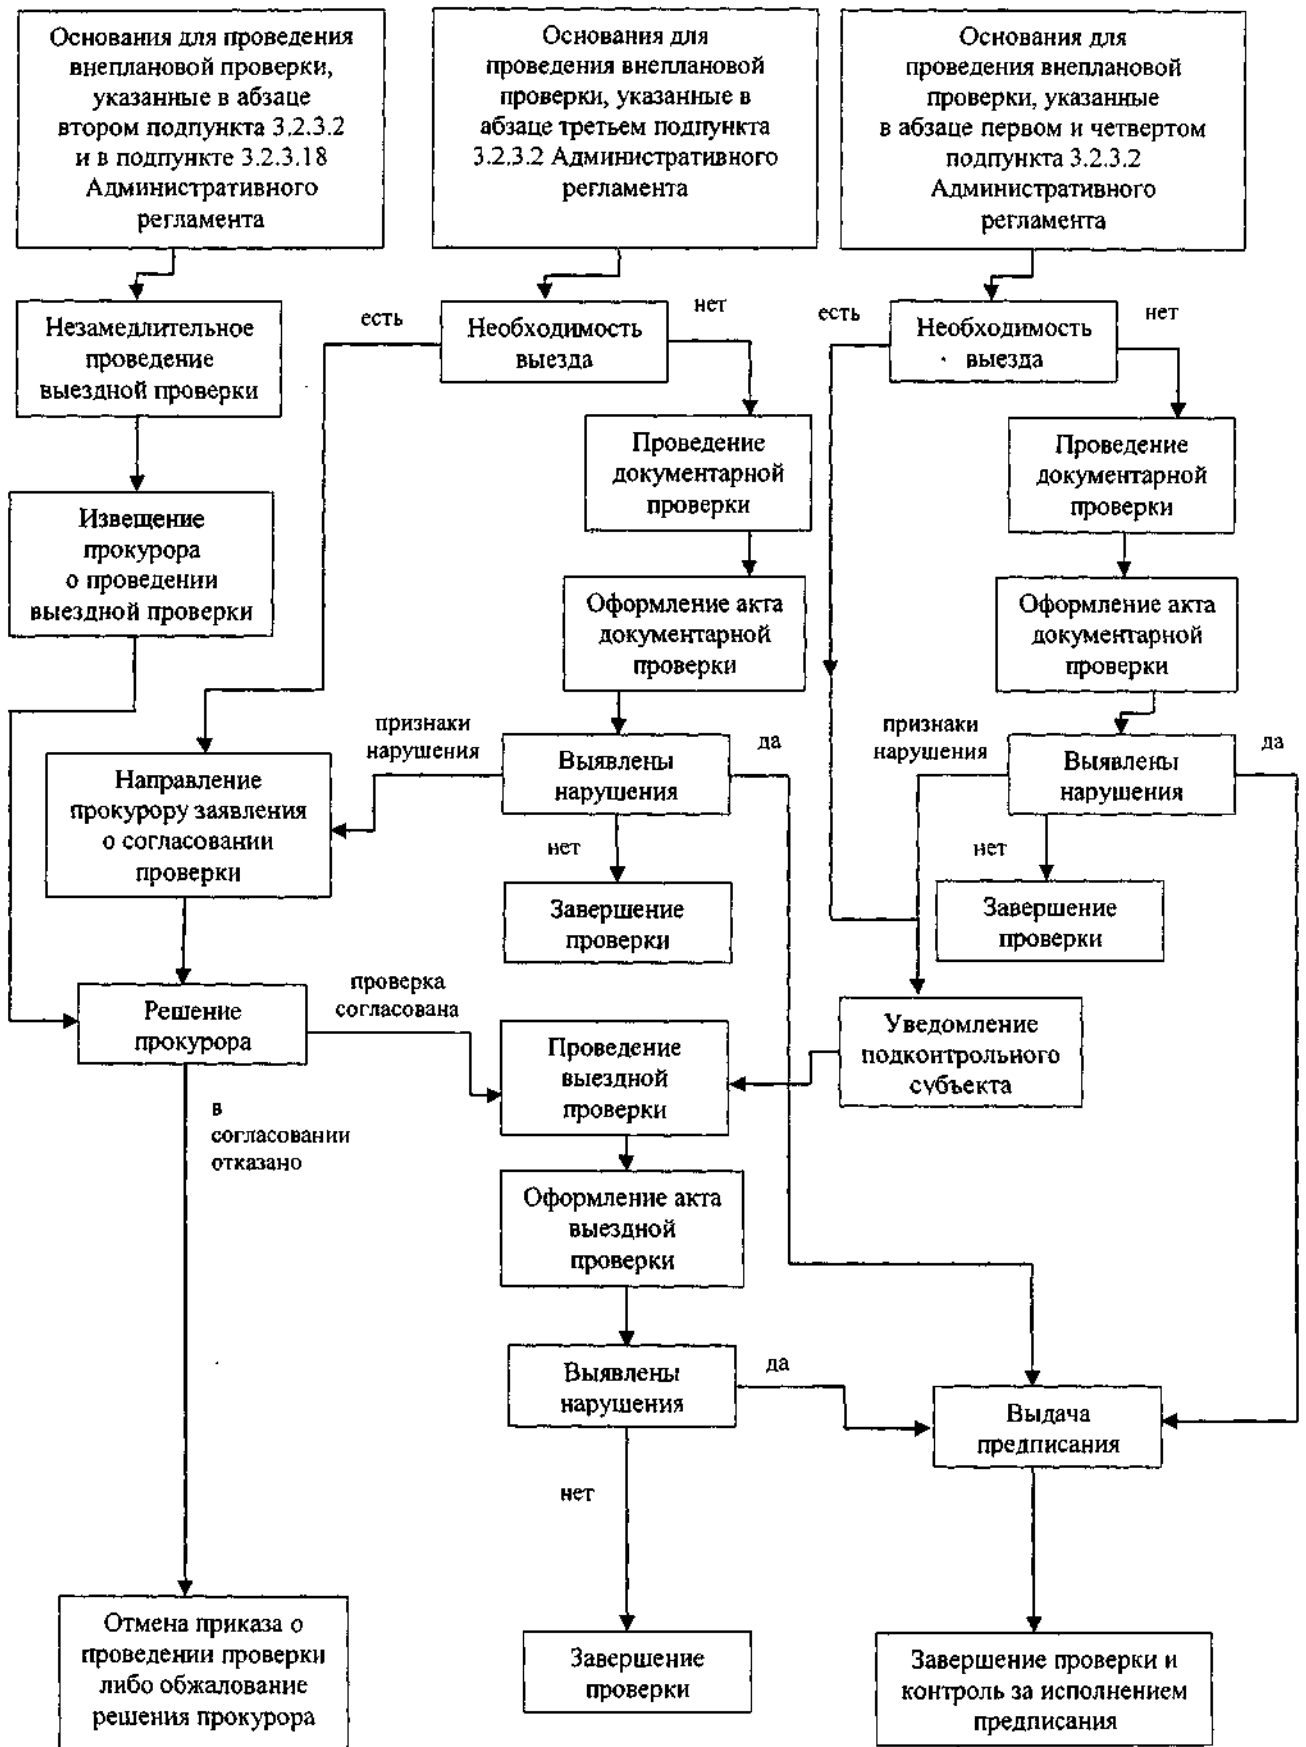 Основания для проведения
внеплановой проверки,
указанные в абзаце
втором подпункта 3.2.3.2
и в подпункте 3.2.3.18
Административного
регламента
Основания для
проведения внеплановой
проверки, указанные в
абзаце третьем подпункта
3.2.3.2 Административного
регламента
Основания для
проведения внеплановой
проверки, указанные
в абзаце первом и четвертом
подпункта 3.2.3.2
Административного
регламента
Незамедлительное
проведение
выездной проверки
есть
Необходимость
выезда
нет
есть
Необходимость
выезда
нет
Проведение
документарной
проверки
Проведение
документарной
проверки
Извещение
прокурора
о проведении
выездной проверки
Оформление акта
документарной
проверки
Оформление акта
документарной
проверки
признаки
нарушения
Выявлены
нарушения
да
признаки
нарушения
Выявлены
нарушения
да
Направление
прокурору заявления
о согласовании
проверки
нет
нет
Завершение
проверки
Завершение
проверки
Решение
прокурора
проверка
согласована
Проведение
выездной
проверки
Уведомление
подконтрольного
субъекта
в
согласовании
отказано
Оформление акта
выездной
проверки
Выявлены
нарушения
да
Выдача
предписания
нет
Отмена приказа о
проведении проверки
либо обжалование
решения прокурора
Завершение
проверки
Завершение проверки и
контроль за исполнением
предписания